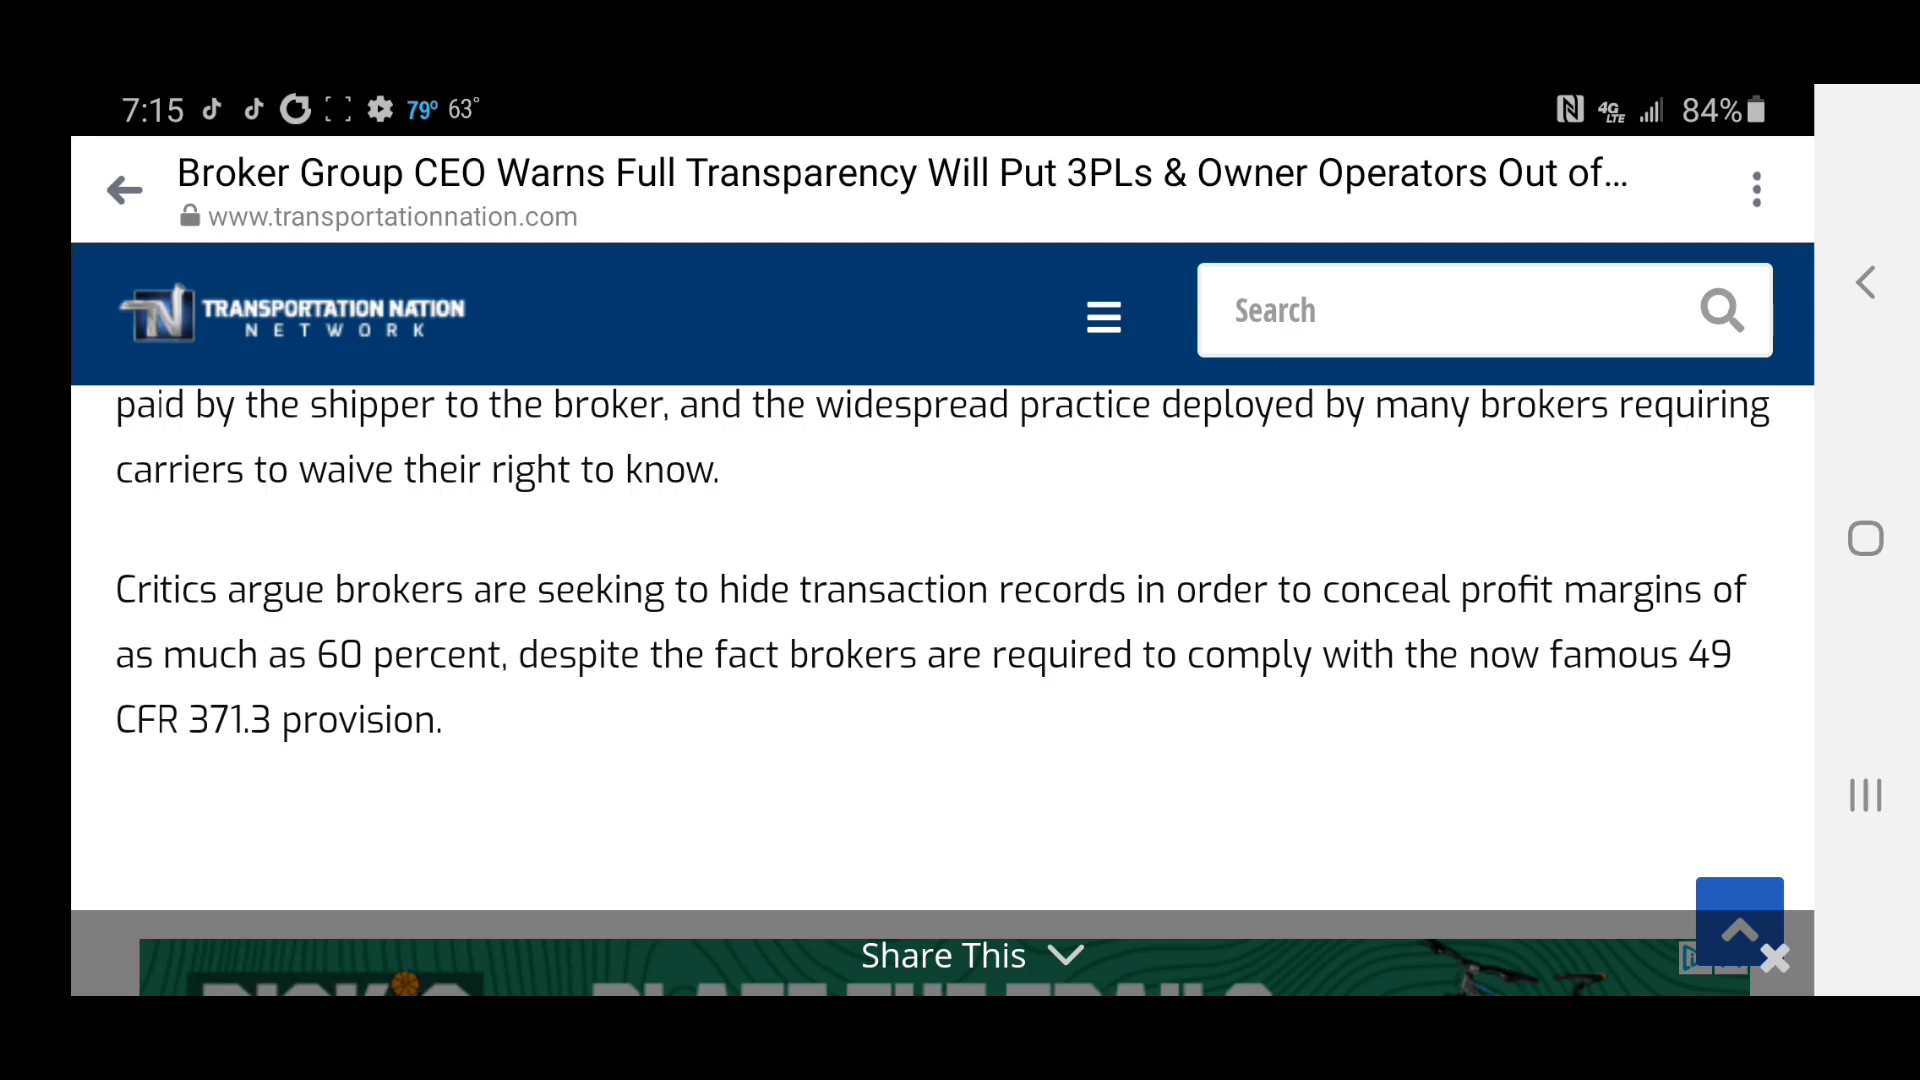 7:15 79° 63° 4G LTE 84%
Broker Group CEO Warns Full Transparency Will Put 3PLs & Owner Operators Out of...
www.transportationnation.com
TRANSPORTATION NATION
NETWORK
Search
paid by the shipper to the broker, and the widespread practice deployed by many brokers requiring
carriers to waive their right to know.
Critics argue brokers are seeking to hide transaction records in order to conceal profit margins of
as much as 60 percent, despite the fact brokers are required to comply with the now famous 49
CFR 371.3 provision.
Share This